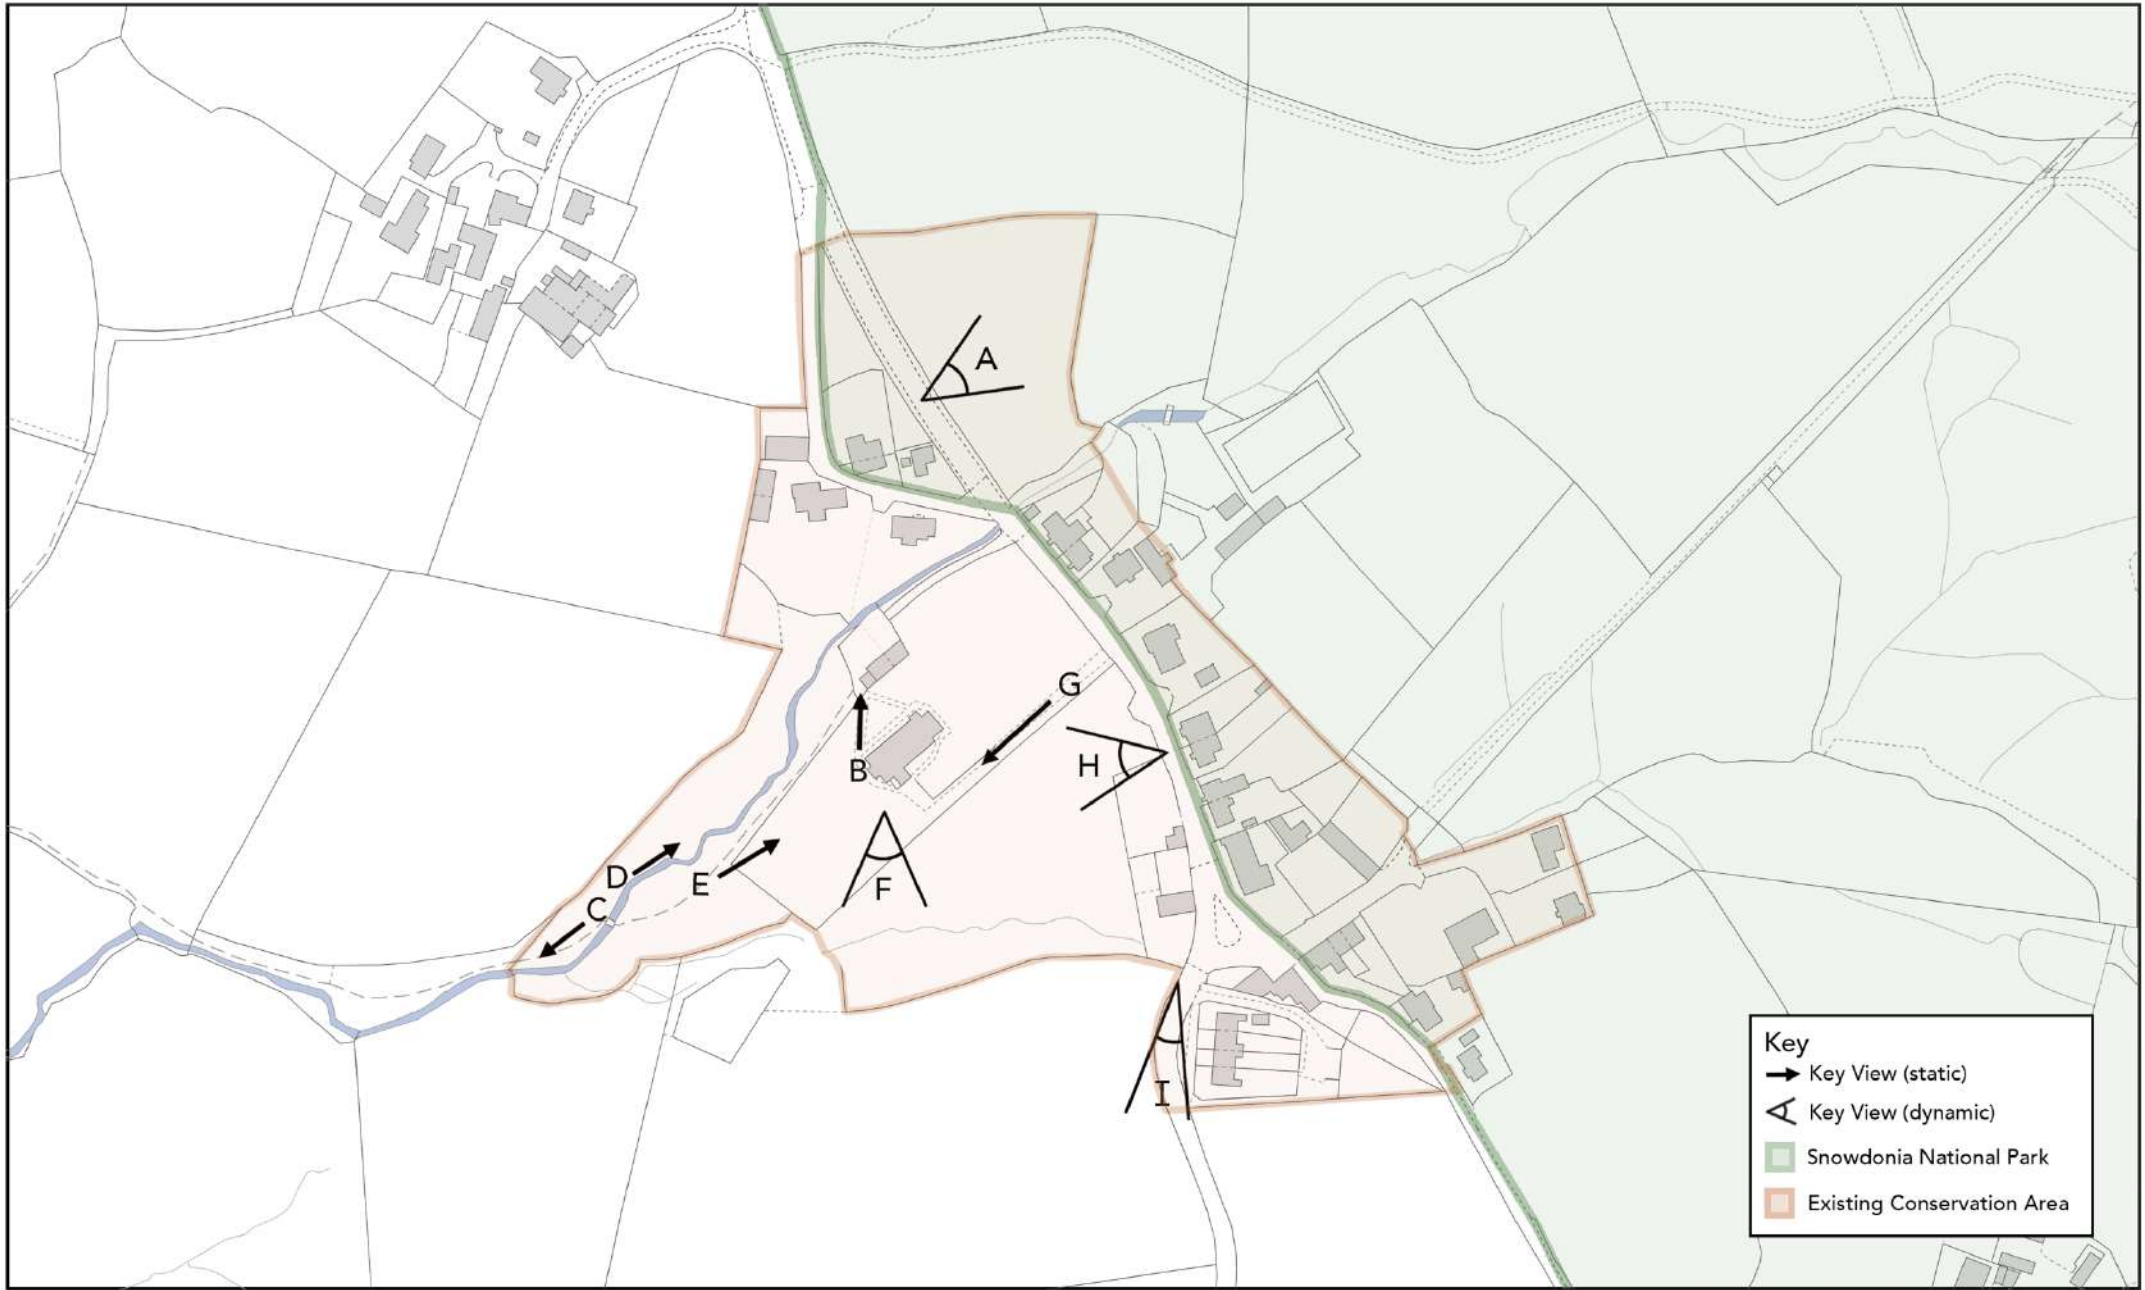 A
G
H
B
D
E
F
C
I
Key
Key View (static)
Key View (dynamic)
Snowdonia National Park
Existing Conservation Area